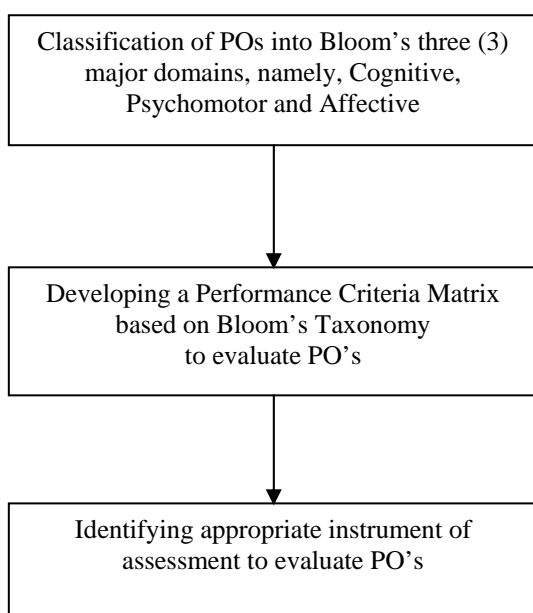 Classification of POs into Bloom’s three (3)
major domains, namely, Cognitive,
Psychomotor and Affective
Developing a Performance Criteria Matrix
based on Bloom’s Taxonomy
to evaluate PO’s
Identifying appropriate instrument of
assessment to evaluate PO’s